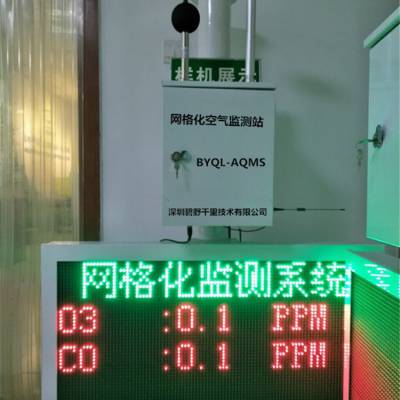 样机展示
网格化空气监测站
BYQL-AQMS
深圳碧野千里技术有限公司
网格化监测系统
O3 :0.1 PPM
CO :0.1 PPM